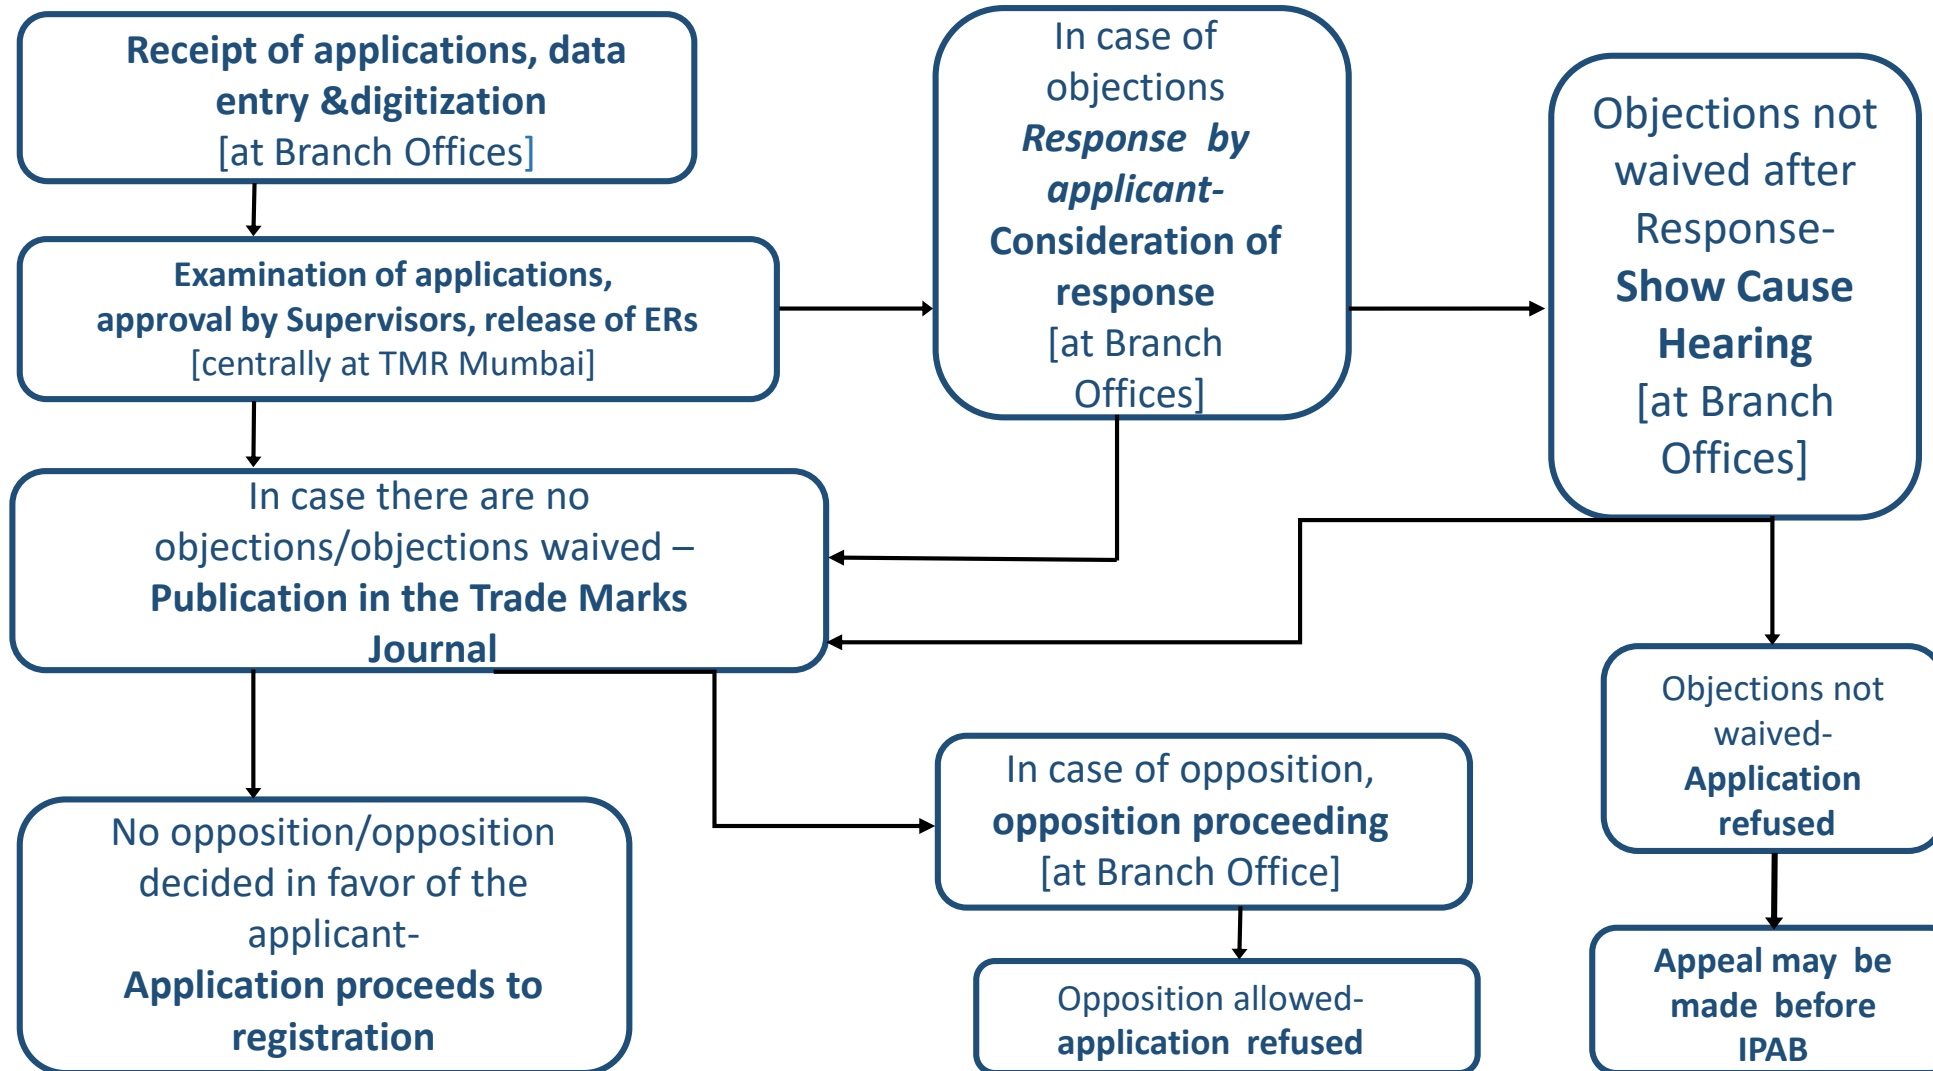 Receipt of applications, data
entry &digitization
[at Branch Offices]
Examination of applications,
approval by Supervisors, release of ERs
[centrally at TMR Mumbai]
In case of
objections
Response by
applicant-
Consideration of
response
[at Branch
Offices]
Objections not
waived after
Response-
Show Cause
Hearing
[at Branch
Offices]
In case there are no
objections/objections waived –
Publication in the Trade Marks
Journal
No opposition/opposition
decided in favor of the
applicant-
Application proceeds to
registration
In case of opposition,
opposition proceeding
[at Branch Office]
Opposition allowed-
application refused
Objections not
waived-
Application
refused
Appeal may be
made before
IPAB